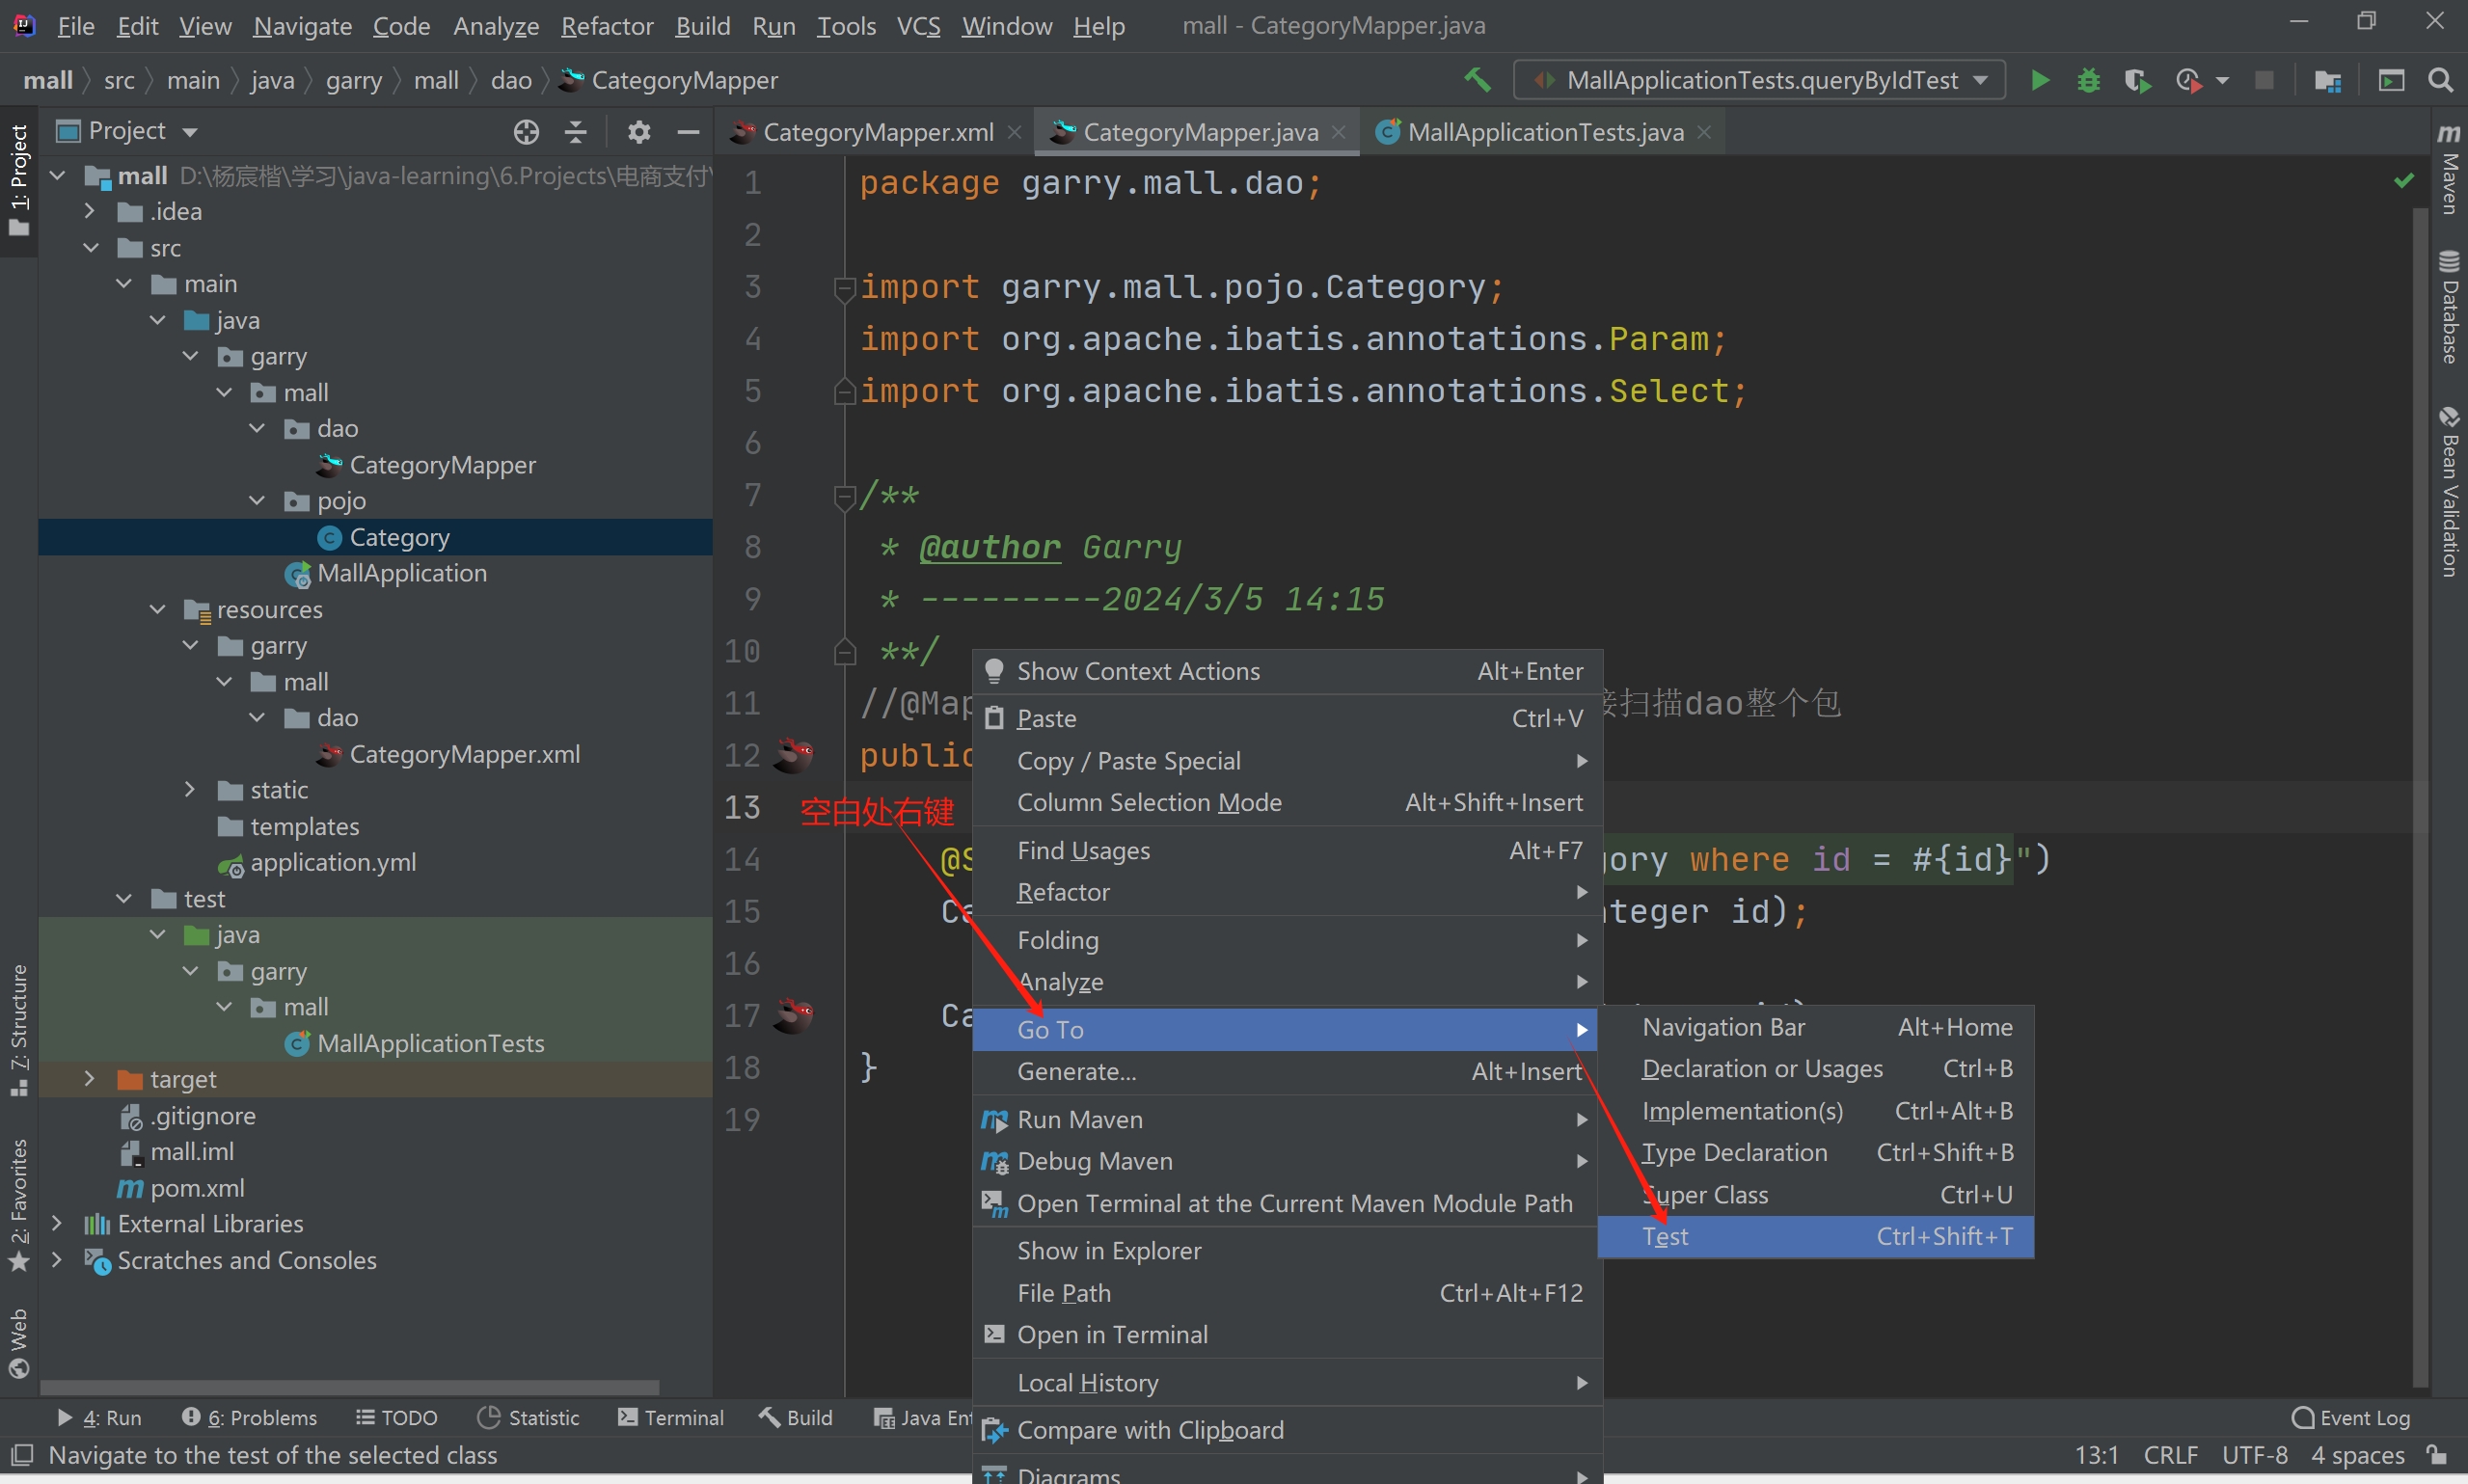 File Edit View Navigate Code Analyze Refactor Build Run Tools VCS Window Help mall - CategoryMapper.java
mall src main java garry mall dao CategoryMapper MallApplicationTests.queryByIdTest
Project
CategoryMapper.xml CategoryMapper.java MallApplicationTests.java
1: Project
7: Structure
2: Favorites
Web
mall D:\杨宸楷\学习\java-learning\6.Projects\电商支付\
.idea
src
main
java
garry
mall
dao
CategoryMapper
pojo
Category
MallApplication
resources
garry
mall
dao
CategoryMapper.xml
static
templates
application.yml
test
java
garry
mall
MallApplicationTests
target
.gitignore
mall.iml
pom.xml
External Libraries
Scratches and Consoles
1 package garry.mall.dao;
2
3 import garry.mall.pojo.Category;
4 import org.apache.ibatis.annotations.Param;
5 import org.apache.ibatis.annotations.Select;
6
7 /**
8 * @author Garry
9 * ---------2024/3/5 14:15
10 **/
11 //@Map 扫描dao整个包
12 public
13 空白处右键
14 @S gory where id = #{id}")
15 Ca nteger id);
16
17 Ca
18 }
19
Show Context Actions Alt+Enter
Paste Ctrl+V
Copy / Paste Special
Column Selection Mode Alt+Shift+Insert
Find Usages Alt+F7
Refactor
Folding
Analyze
Go To
Generate... Alt+Insert
Run Maven
Debug Maven
Open Terminal at the Current Maven Module Path
Show in Explorer
File Path Ctrl+Alt+F12
Open in Terminal
Local History
Compare with Clipboard
Diagrams
Navigation Bar Alt+Home
Declaration or Usages Ctrl+B
Implementation(s) Ctrl+Alt+B
Type Declaration Ctrl+Shift+B
Super Class Ctrl+U
Test Ctrl+Shift+T
Maven
Database
Bean Validation
4: Run 6: Problems TODO Statistic Terminal Build Java Ent Event Log
Navigate to the test of the selected class 13:1 CRLF UTF-8 4 spaces